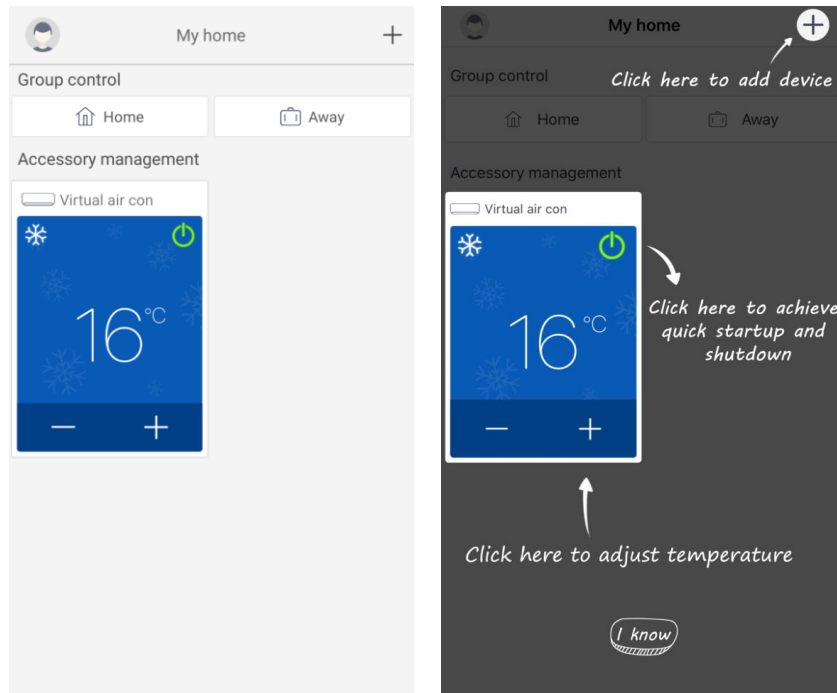 My home
Group control
Home
Away
Accessory management
Virtual air con
16°C
My home
Click here to add device
Group control
Home
Away
Accessory management
Virtual air con
16°C
Click here to achieve
quick startup and
shutdown
Click here to adjust temperature
I know